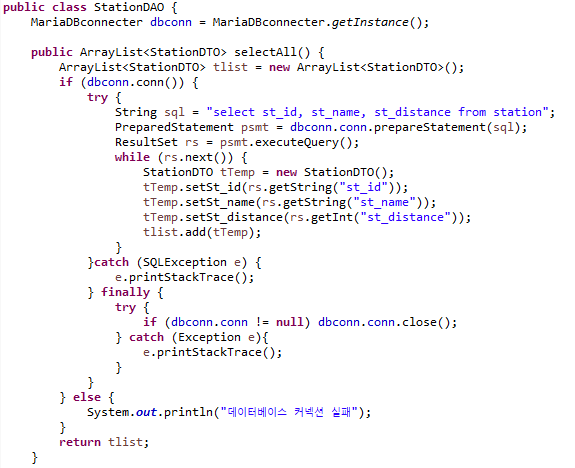 public class StationDAO {
    MariaDBconnecter dbconn = MariaDBconnecter.getInstance();

    public ArrayList<StationDTO> selectAll() {
        ArrayList<StationDTO> tlist = new ArrayList<StationDTO>();
        if (dbconn.conn()) {
            try {
                String sql = "select st_id, st_name, st_distance from station";
                PreparedStatement psmt = dbconn.conn.prepareStatement(sql);
                ResultSet rs = psmt.executeQuery();
                while (rs.next()) {
                    StationDTO tTemp = new StationDTO();
                    tTemp.setSt_id(rs.getString("st_id"));
                    tTemp.setSt_name(rs.getString("st_name"));
                    tTemp.setSt_distance(rs.getInt("st_distance"));
                    tlist.add(tTemp);
                }
            }catch (SQLException e) {
                e.printStackTrace();
            } finally {
                try {
                    if (dbconn.conn != null) dbconn.conn.close();
                } catch (Exception e){
                    e.printStackTrace();
                }
            }
        } else {
            System.out.println("데이터베이스 커넥션 실패");
        }
        return tlist;
    }